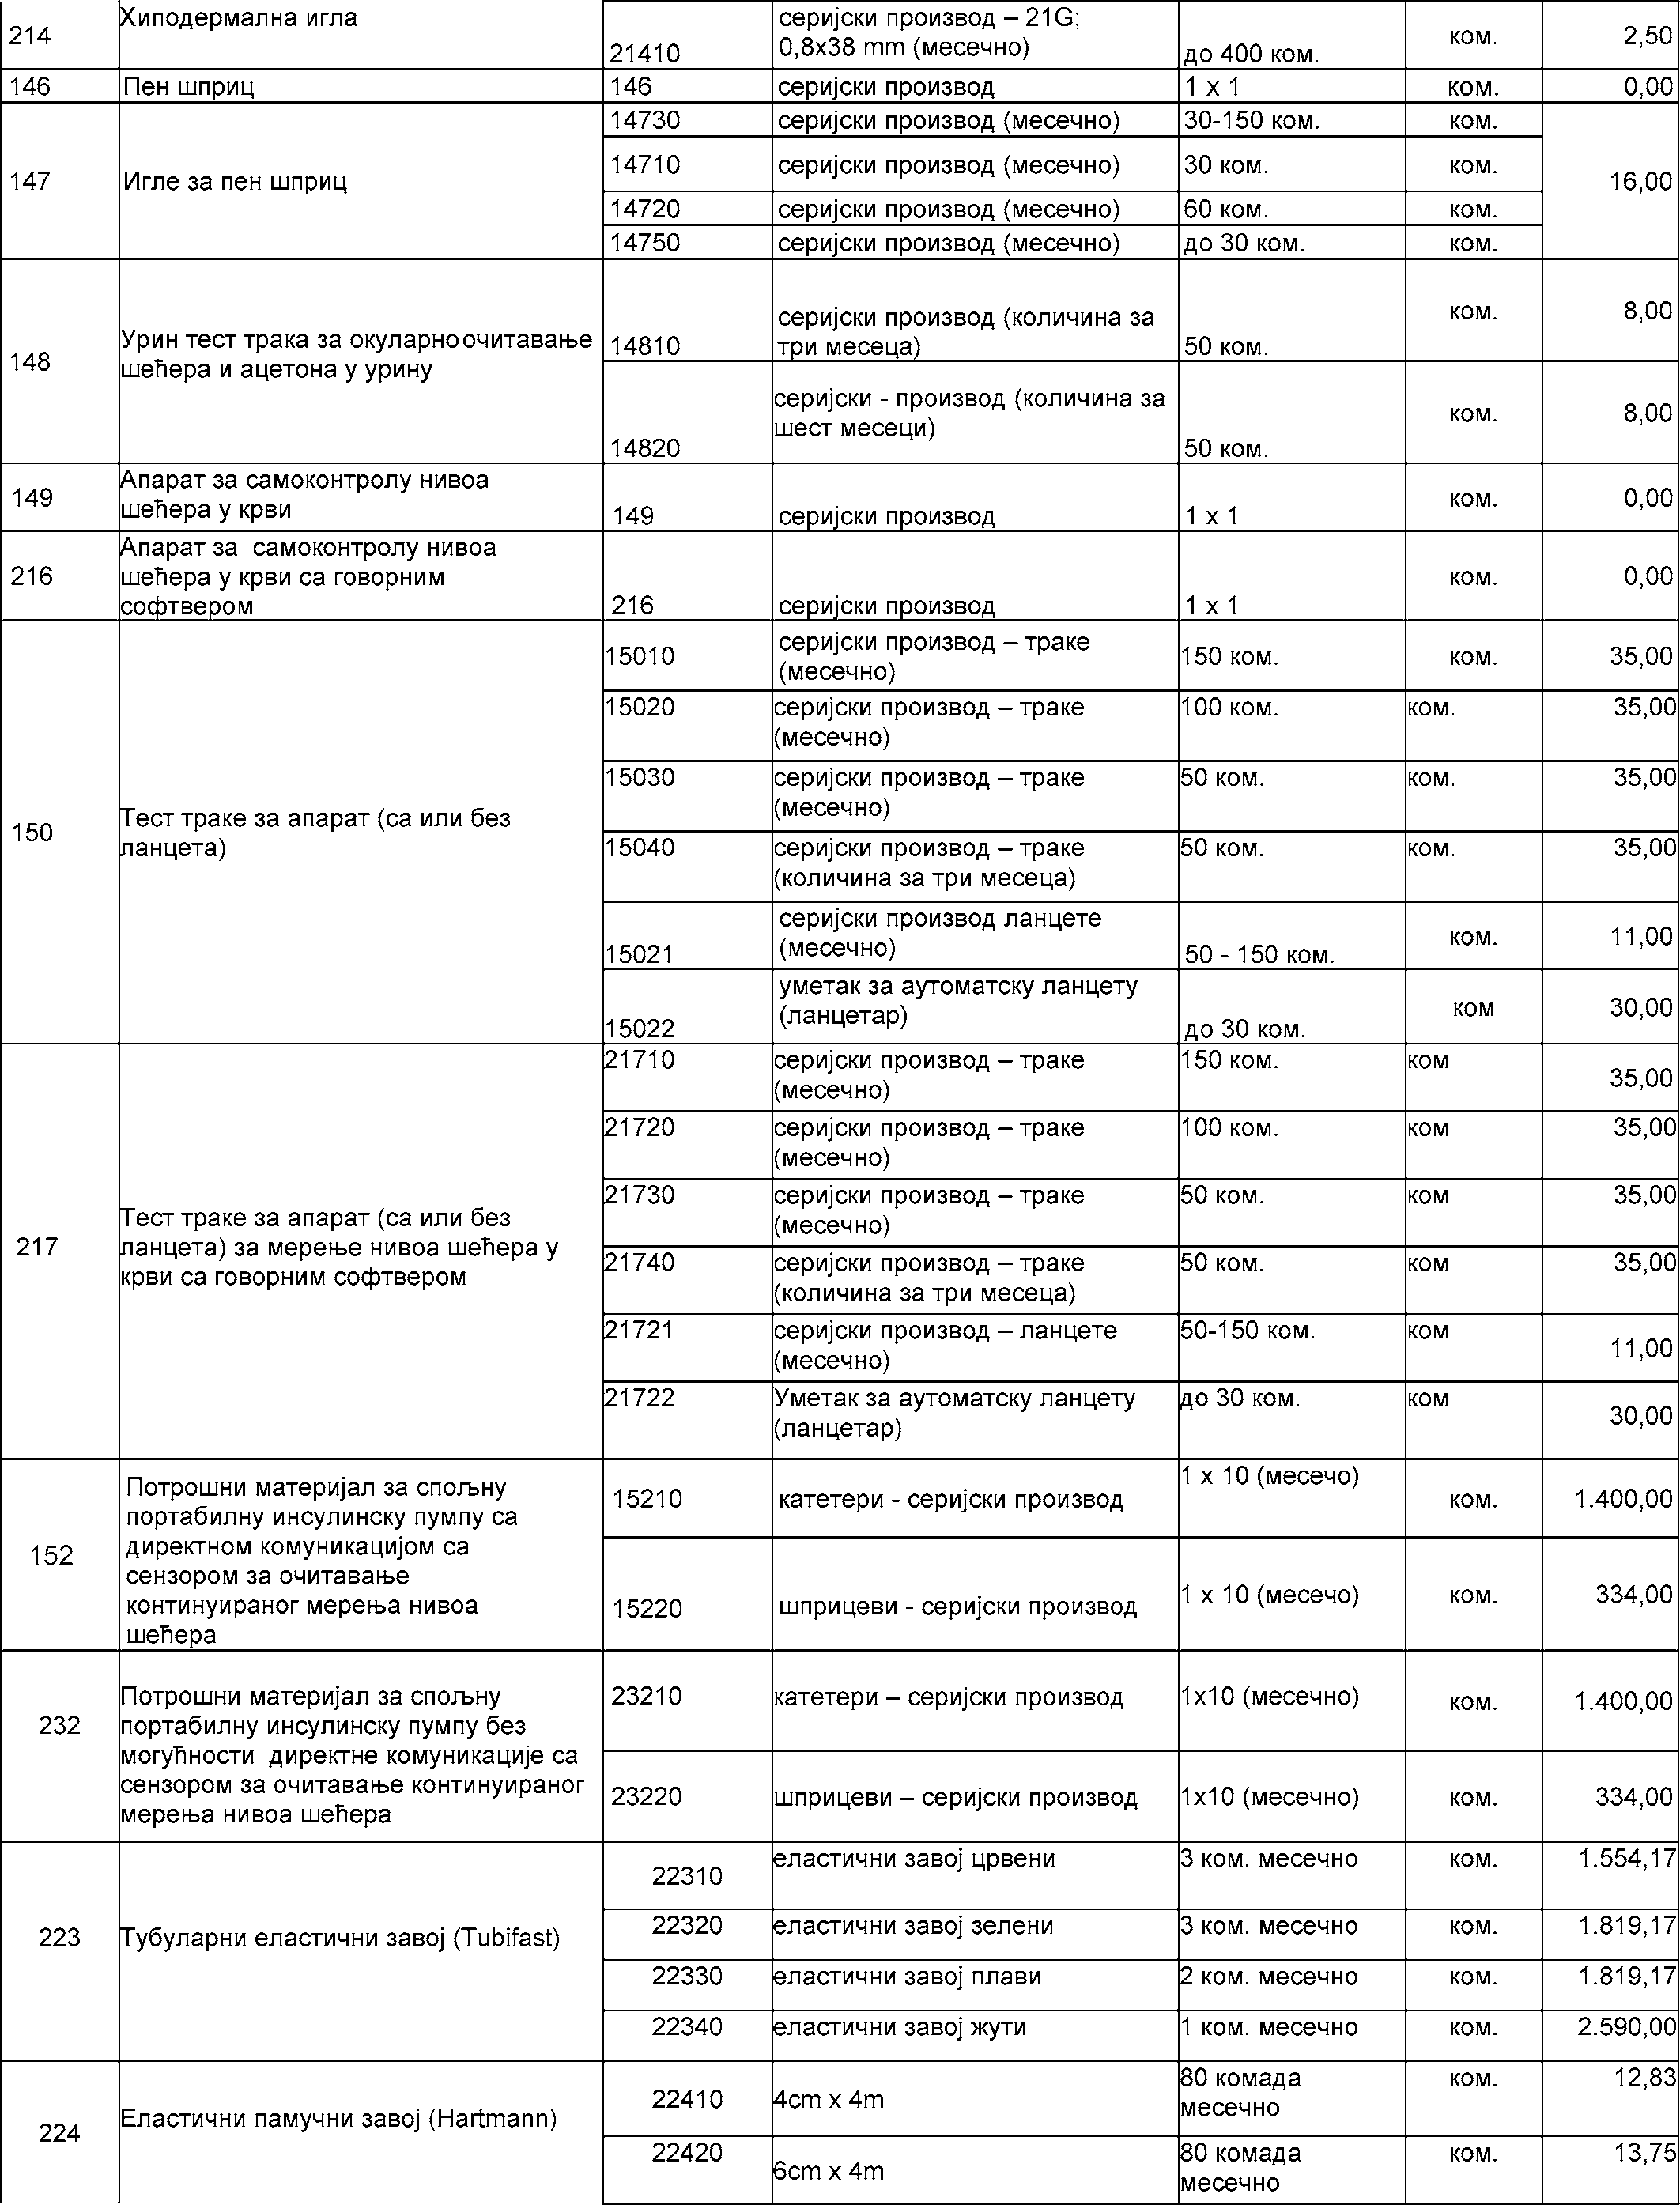 214
Хиподермална игла
21410
серијски производ – 21G;
0,8x38 mm (месечно)
до 400 ком.
ком.
2,50
146
Пен шприц
146
серијски производ
1 x 1
ком.
0,00
147
Игле за пен шприц
14730
серијски производ (месечно)
30-150 ком.
ком.
14710
серијски производ (месечно)
30 ком.
ком.
16,00
14720
серијски производ (месечно)
60 ком.
ком.
14750
серијски производ (месечно)
до 30 ком.
ком.
148
Урин тест трака за окуларно очитавање
шећера и ацетона у урину
14810
серијски производ (количина за
три месеца)
50 ком.
ком.
8,00
14820
серијски - производ (количина за
шест месеци)
50 ком.
ком.
8,00
149
Апарат за самоконтролу нивоа
шећера у крви
149
серијски производ
1 x 1
ком.
0,00
216
Апарат за  самоконтролу нивоа
шећера у крви са говорним
софтвером
216
серијски производ
1 x 1
ком.
0,00
150
Тест траке за апарат (са или без
ланцета)
15010
серијски производ – траке
(месечно)
150 ком.
ком.
35,00
15020
серијски производ – траке
(месечно)
100 ком.
ком.
35,00
15030
серијски производ – траке
(месечно)
50 ком.
ком.
35,00
15040
серијски производ – траке
(количина за три месеца)
50 ком.
ком.
35,00
15021
серијски производ ланцете
(месечно)
50 - 150 ком.
ком.
11,00
15022
уметак за аутоматску ланцету
(ланцетар)
до 30 ком.
ком
30,00
217
Тест траке за апарат (са или без
ланцета) за мерење нивоа шећера у
крви са говорним софтвером
21710
серијски производ – траке
(месечно)
150 ком.
ком
35,00
21720
серијски производ – траке
(месечно)
100 ком.
ком
35,00
21730
серијски производ – траке
(месечно)
50 ком.
ком
35,00
21740
серијски производ – траке
(количина за три месеца)
50 ком.
ком
35,00
21721
серијски производ – ланцете
(месечно)
50-150 ком.
ком
11,00
21722
Уметак за аутоматску ланцету
(ланцетар)
до 30 ком.
ком
30,00
152
Потрошни материјал за спољну
портабилну инсулинску пумпу са
директном комуникацијом са
сензором за очитавање
континуираног мерења нивоа
шећера
15210
катетери - серијски производ
1 x 10 (месечо)
ком.
1.400,00
15220
шприцеви - серијски производ
1 x 10 (месечо)
ком.
334,00
232
Потрошни материјал за спољну
портабилну инсулинску пумпу без
могућности  директне комуникације са
сензором за очитавање континуираног
мерења нивоа шећера
23210
катетери – серијски производ
1x10 (месечно)
ком.
1.400,00
23220
шприцеви – серијски производ
1x10 (месечно)
ком.
334,00
223
Тубуларни еластични завој (Tubifast)
22310
еластични завој црвени
3 ком. месечно
ком.
1.554,17
22320
еластични завој зелени
3 ком. месечно
ком.
1.819,17
22330
еластични завој плави
2 ком. месечно
ком.
1.819,17
22340
еластични завој жути
1 ком. месечно
ком.
2.590,00
224
Еластични памучни завој (Hartmann)
22410
4cm x 4m
80 комада
месечно
ком.
12,83
22420
6cm x 4m
80 комада
месечно
ком.
13,75